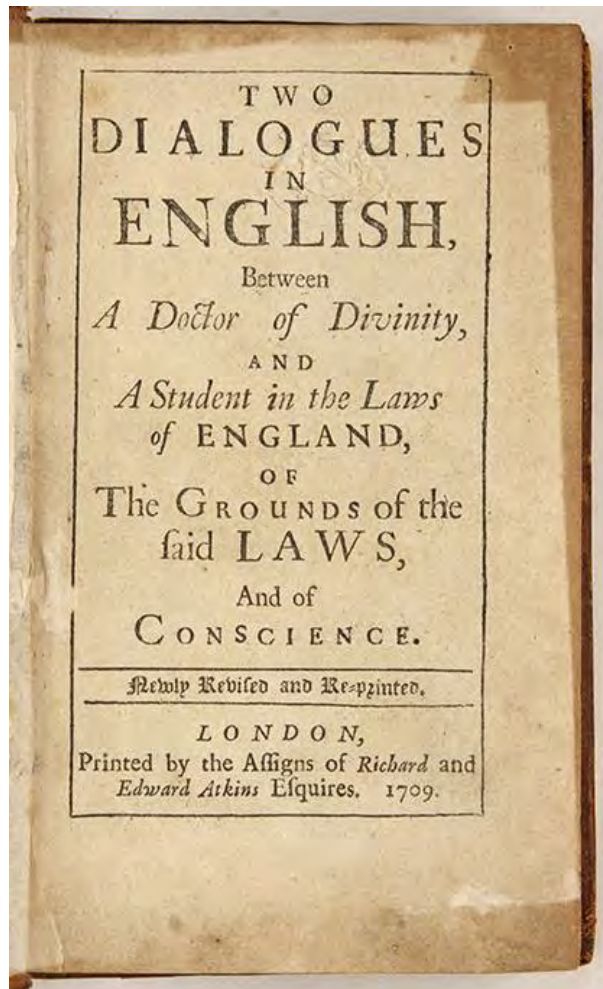 TWO
DIALOGUES
IN
ENGLISH,
Between
A Doctor of Divinity,
AND
A Student in the Laws
of ENGLAND,
OF
The GROUNDS of the
ſaid LAWS,
And of
CONSCIENCE.
Newly Reviſed and Re-printed.
LONDON,
Printed by the Aſſigns of Richard and
Edward Atkins Eſquires. 1709.